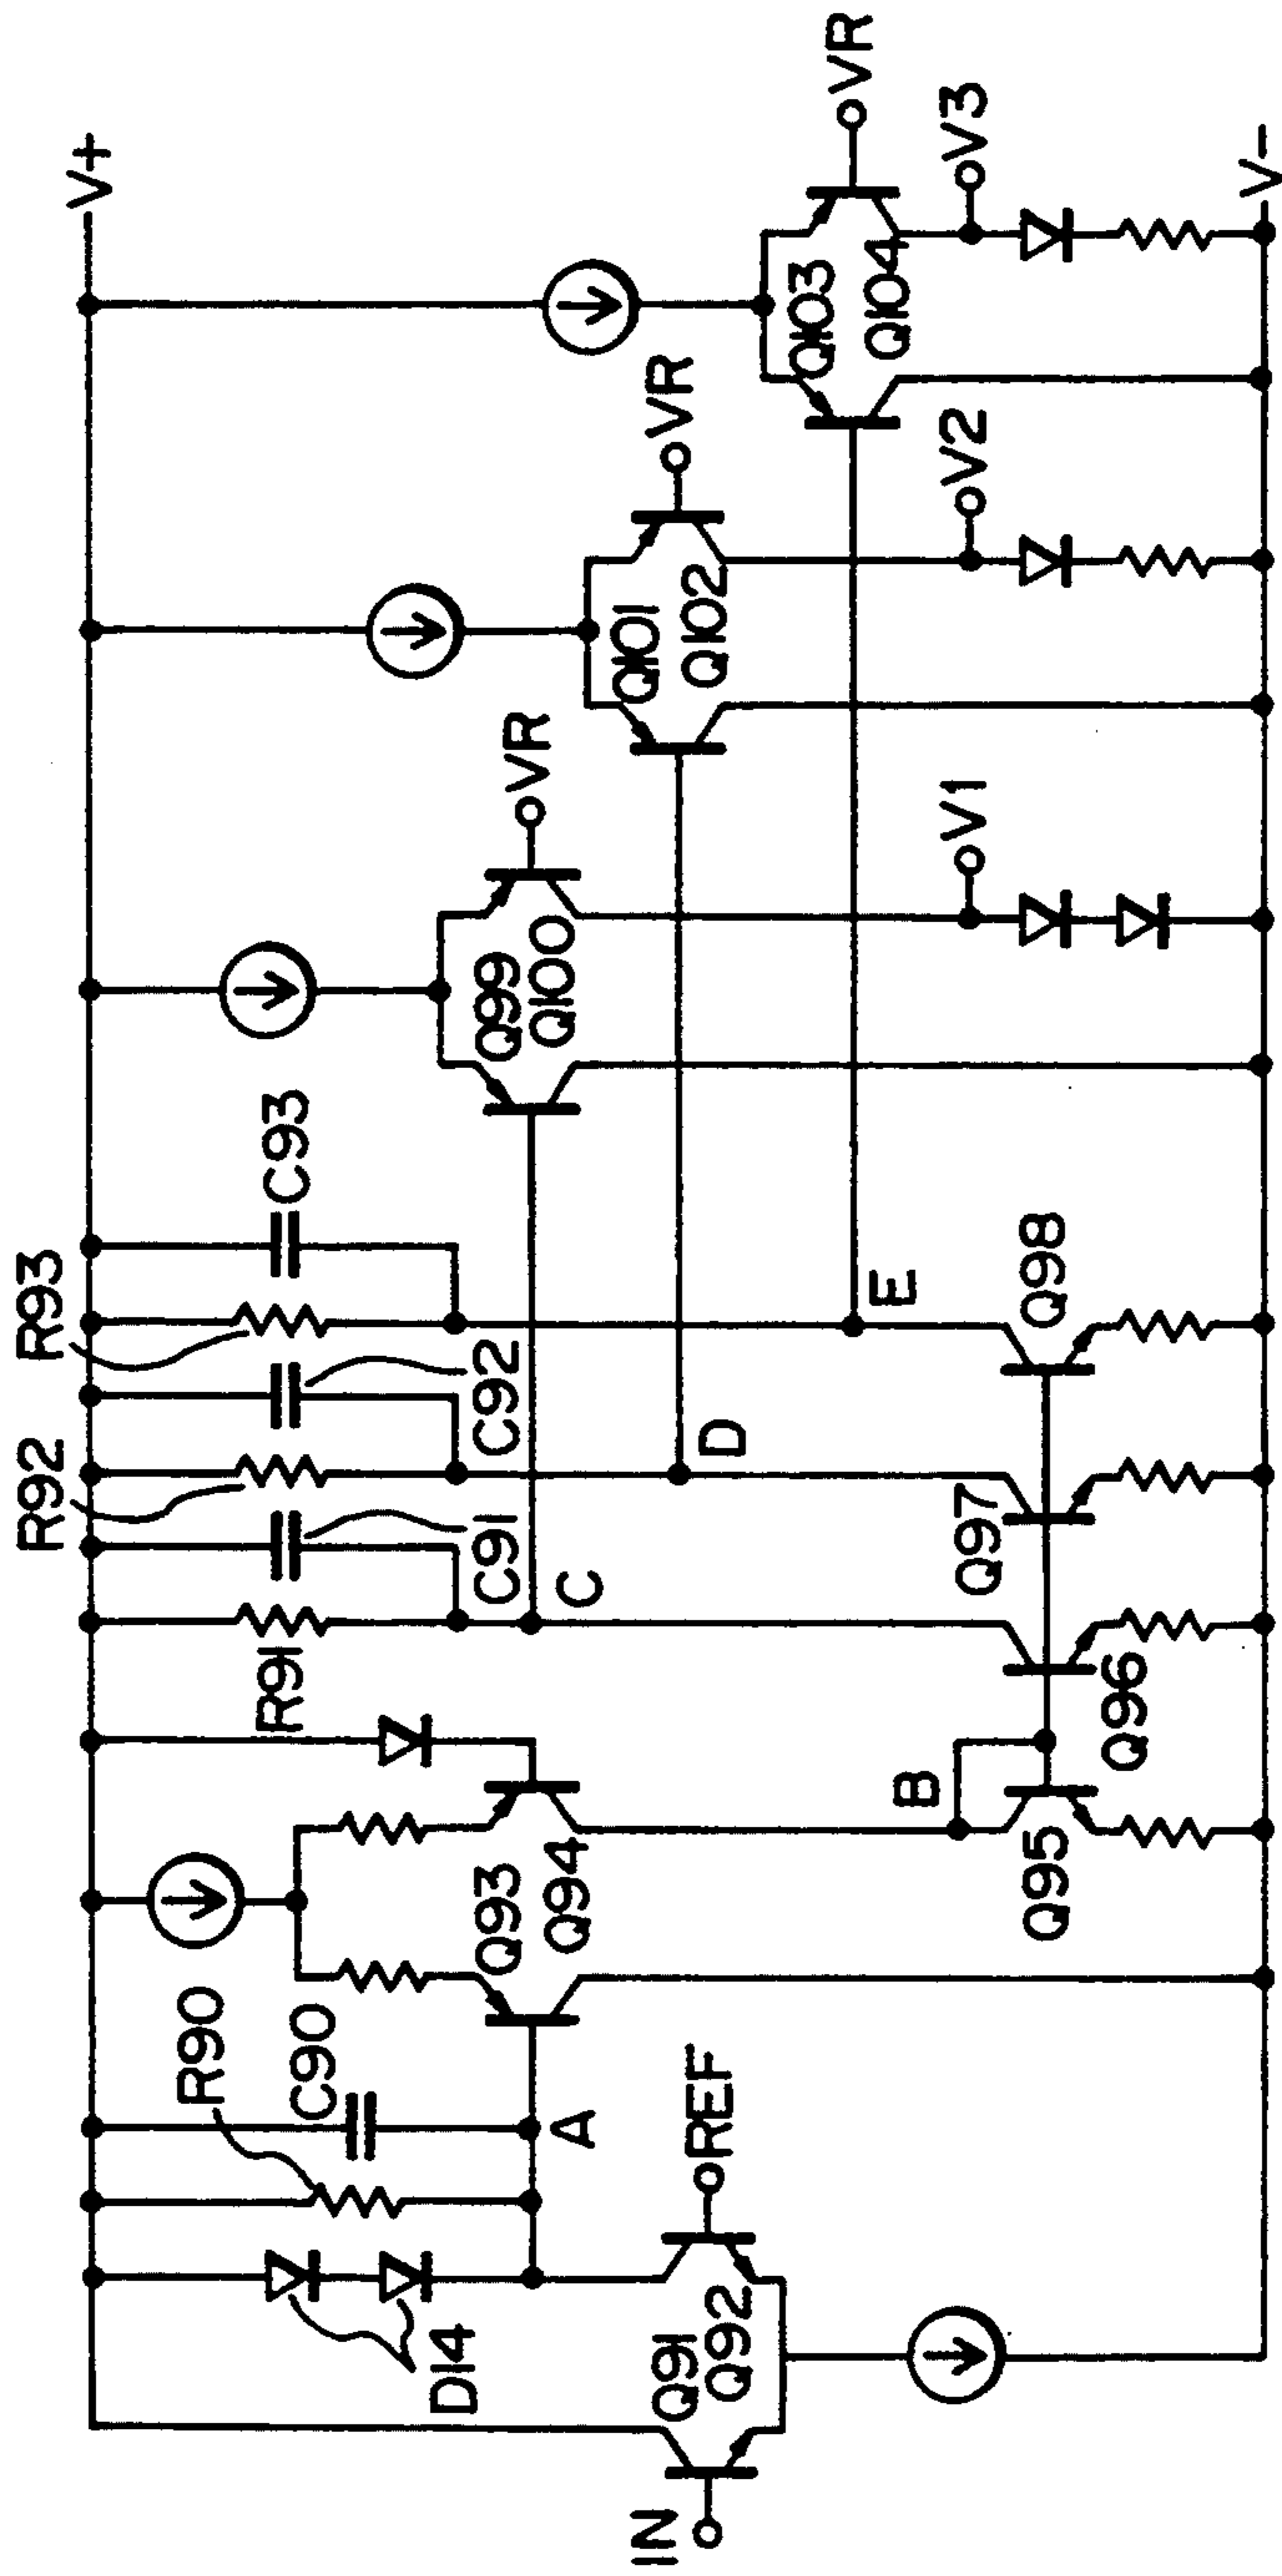 V+
R92
R93
R90
C90
R91
C91
C92
C93
D14
A
Q93
Q94
C
Q99
Q100
VR
Q101
Q102
VR
Q103
Q104
VR
IN
Q91
Q92
REF
B
D
E
Q95
Q96
Q97
Q98
V1
V2
V3
V-